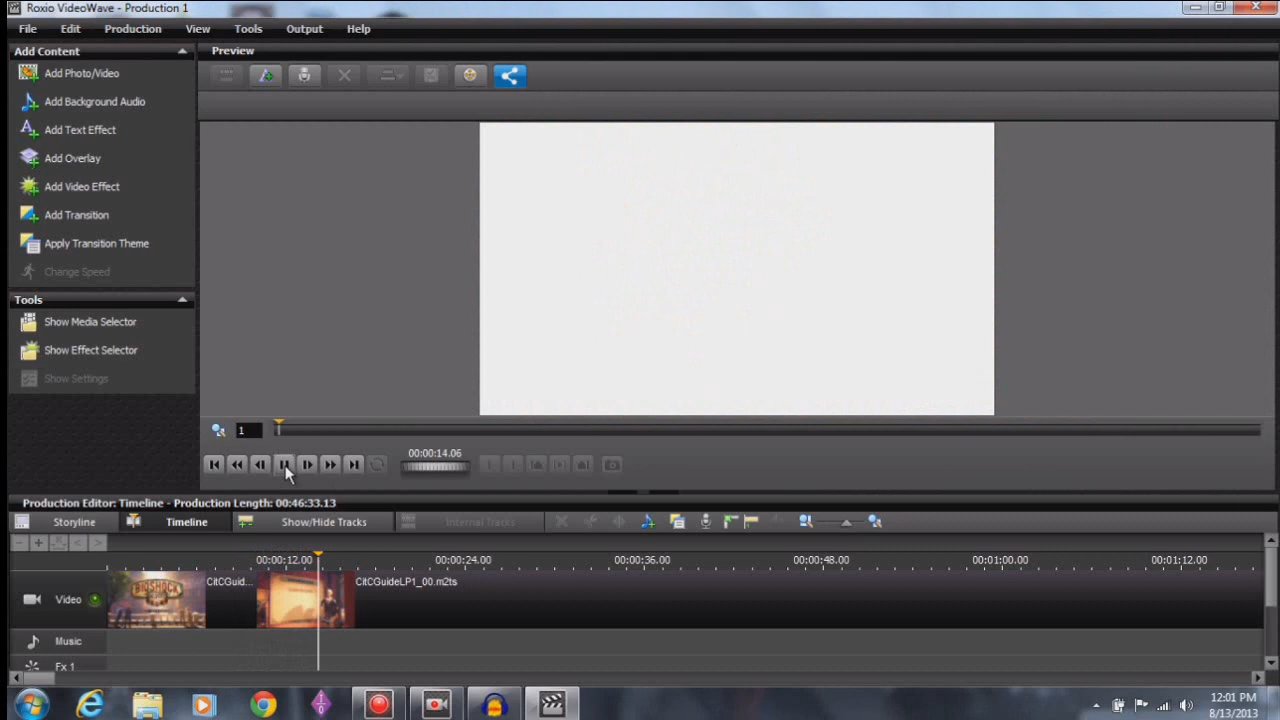 Roxio VideoWave - Production 1
File Edit Production View Tools Output Help
Add Content
Add Photo/Video
Add Background Audio
Add Text Effect
Add Overlay
Add Video Effect
Add Transition
Apply Transition Theme
Change Speed
Tools
Show Media Selector
Show Effect Selector
Show Settings
Preview
1
00:00:14.06
Production Editor: Timeline - Production Length: 00:46:33.13
Storyline Timeline Show/Hide Tracks Internal Tracks
00:00:12.00 00:00:24.00 00:00:36.00 00:00:48.00 00:01:00.00 00:01:12.00
Video BIOSHOCK CitCGuid... CitCGuideLP1_00.m2ts
Music
Fx 1
12:01 PM
8/13/2013